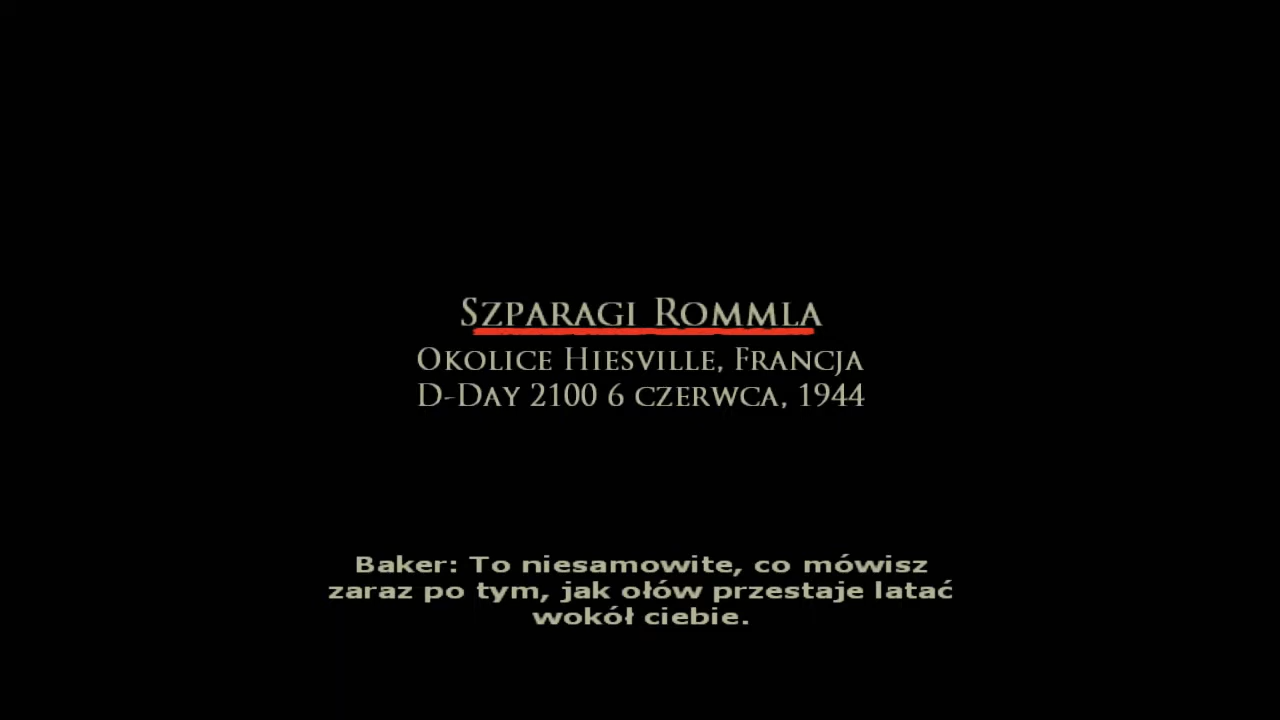 Szparagi Rommla
Okolice Hiesville, Francja
D-Day 2100 6 czerwca, 1944
Baker: To niesamowite, co mówisz
zaraz po tym, jak ołów przestaje latać
wokół ciebie.